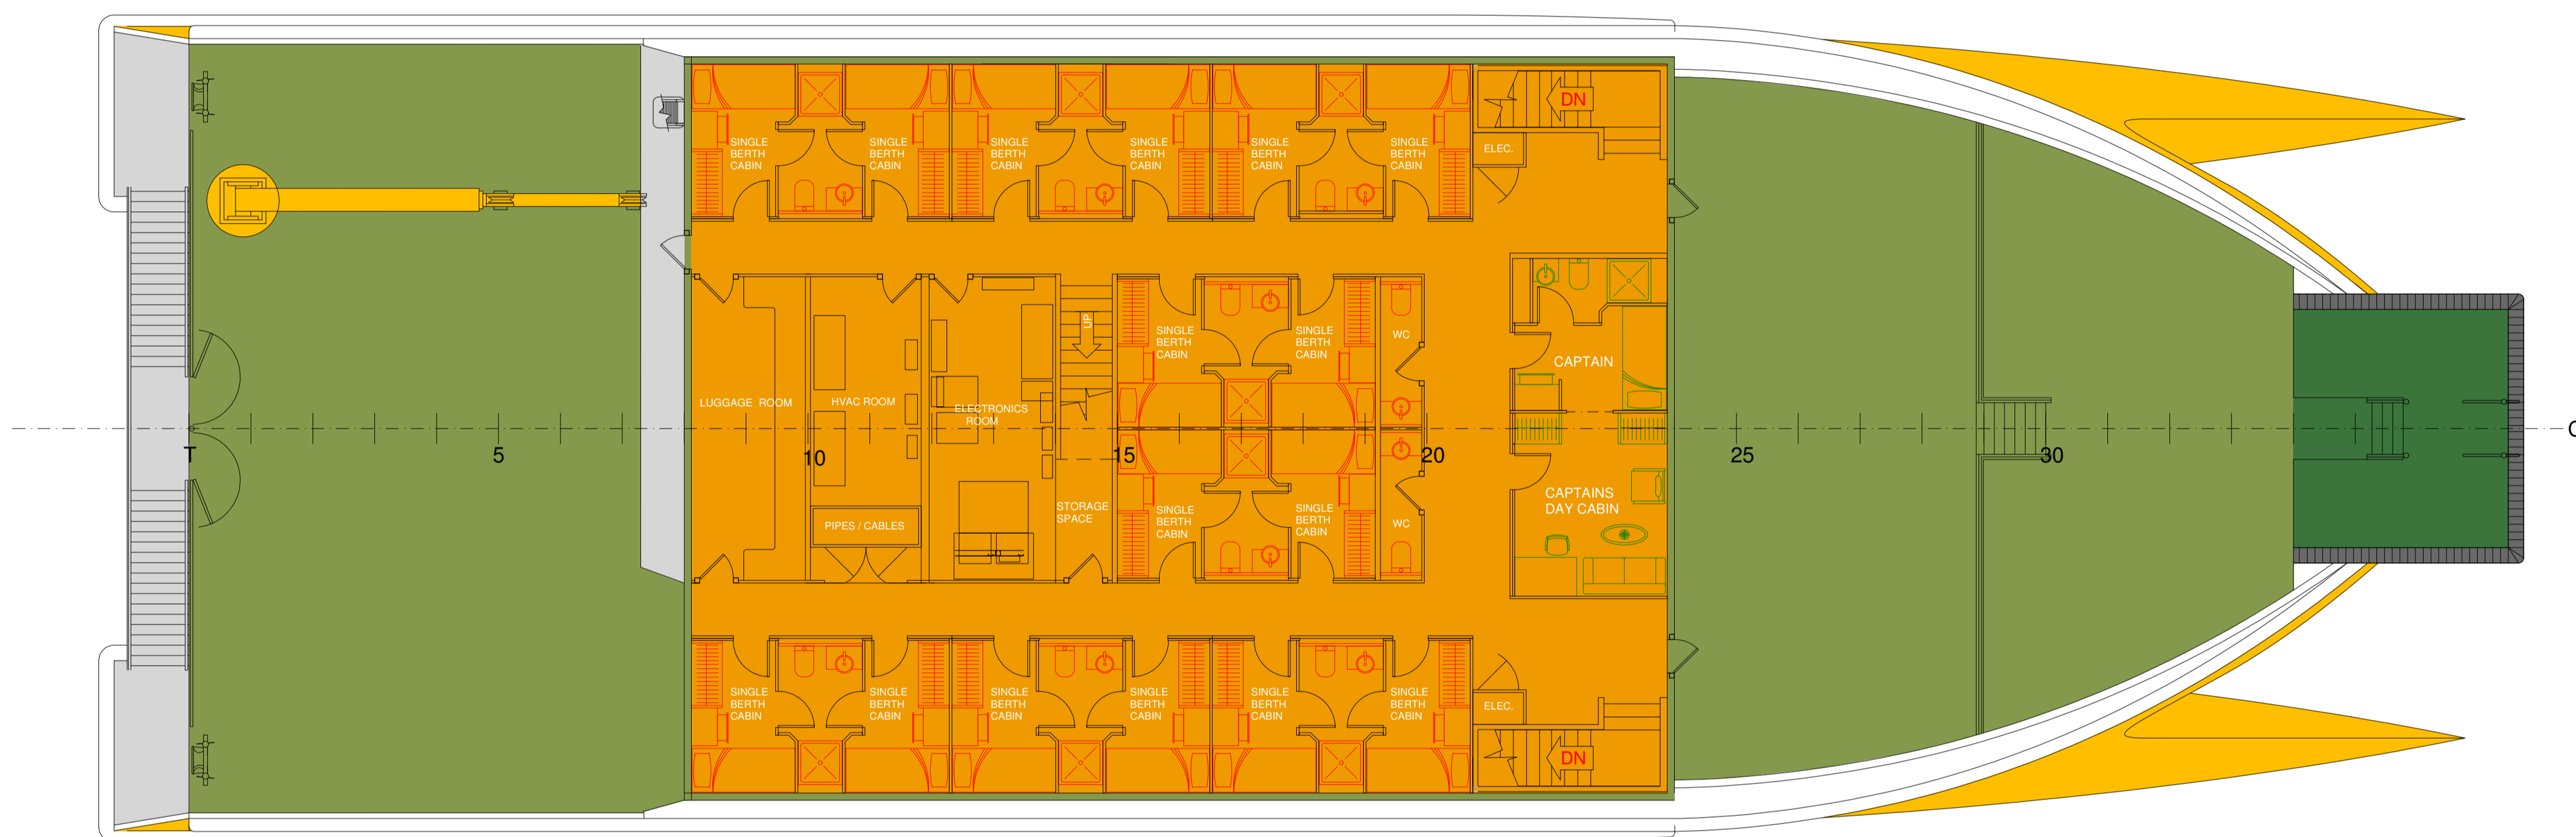 DN
SINGLE
BERTH
CABIN
SINGLE
BERTH
CABIN
SINGLE
BERTH
CABIN
SINGLE
BERTH
CABIN
SINGLE
BERTH
CABIN
SINGLE
BERTH
CABIN
ELEC.
UP
SINGLE
BERTH
CABIN
SINGLE
BERTH
CABIN
WC
CAPTAIN
LUGGAGE ROOM
HVAC ROOM
ELECTRONICS
ROOM
T
5
10
15
20
25
30
C
CAPTAINS
DAY CABIN
STORAGE
SPACE
SINGLE
BERTH
CABIN
SINGLE
BERTH
CABIN
WC
PIPES / CABLES
SINGLE
BERTH
CABIN
SINGLE
BERTH
CABIN
SINGLE
BERTH
CABIN
SINGLE
BERTH
CABIN
SINGLE
BERTH
CABIN
SINGLE
BERTH
CABIN
ELEC.
DN